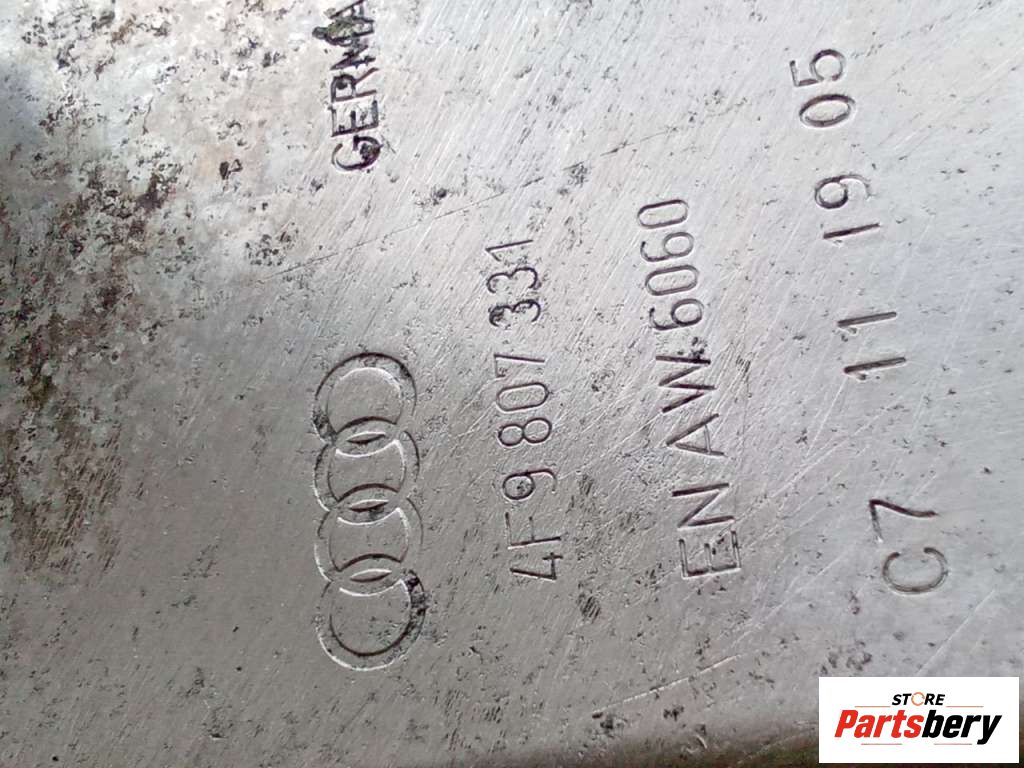 GERMA
4F9 807 331
EN AW 6060
C7 11 19 05
STORE
Partsbery